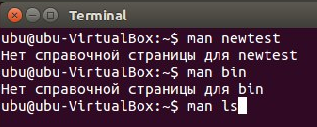 Terminal
ubu@ubu-VirtualBox:~$ man newtest
Нет справочной страницы для newtest
ubu@ubu-VirtualBox:~$ man bin
Нет справочной страницы для bin
ubu@ubu-VirtualBox:~$ man ls